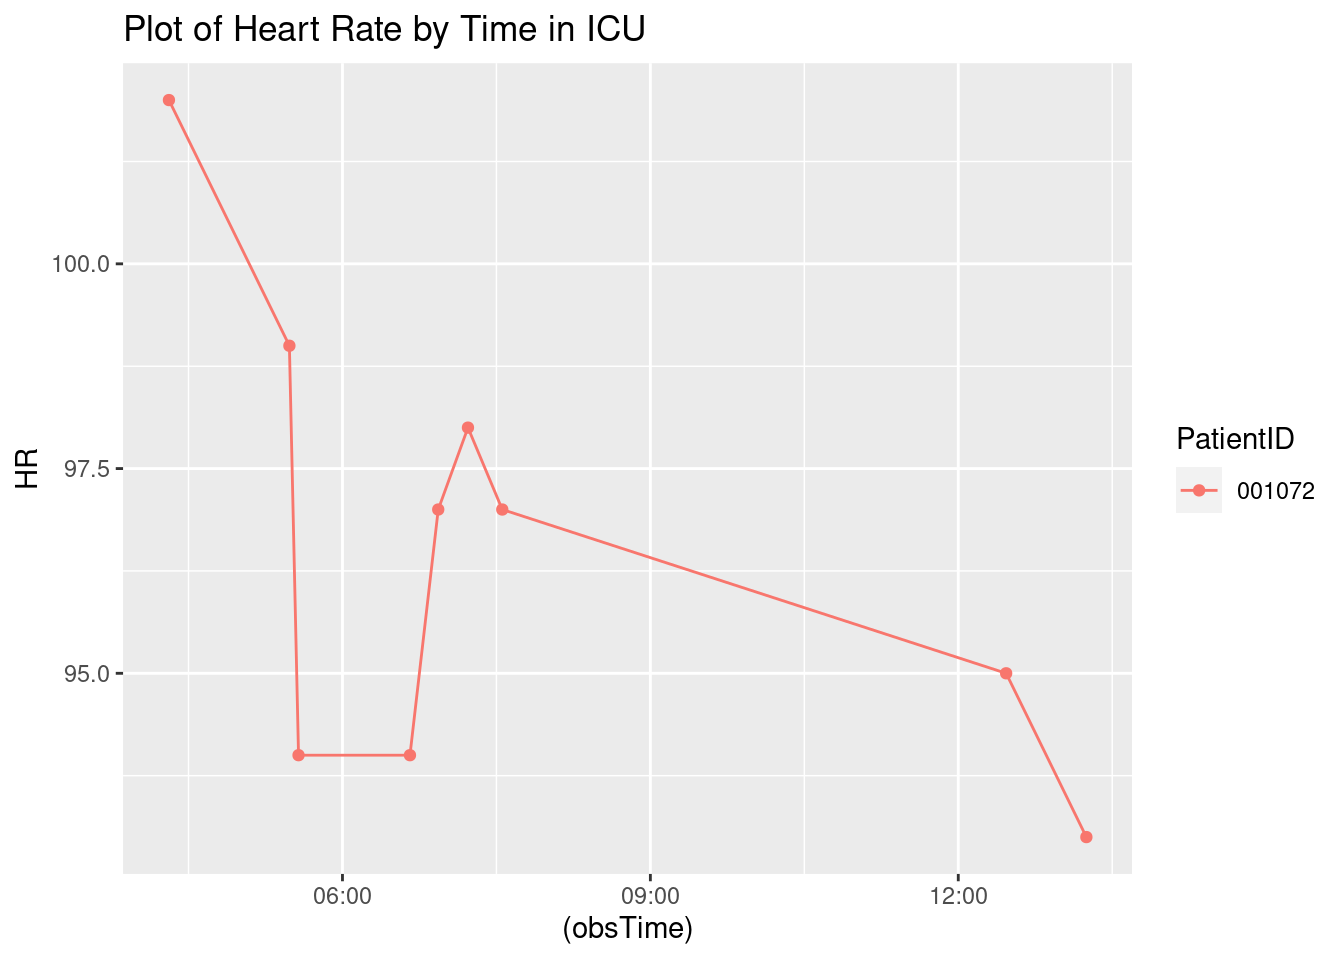 Plot of Heart Rate by Time in ICU
HR
100.0
97.5
95.0
06:00 09:00 12:00
(obsTime)
PatientID
001072